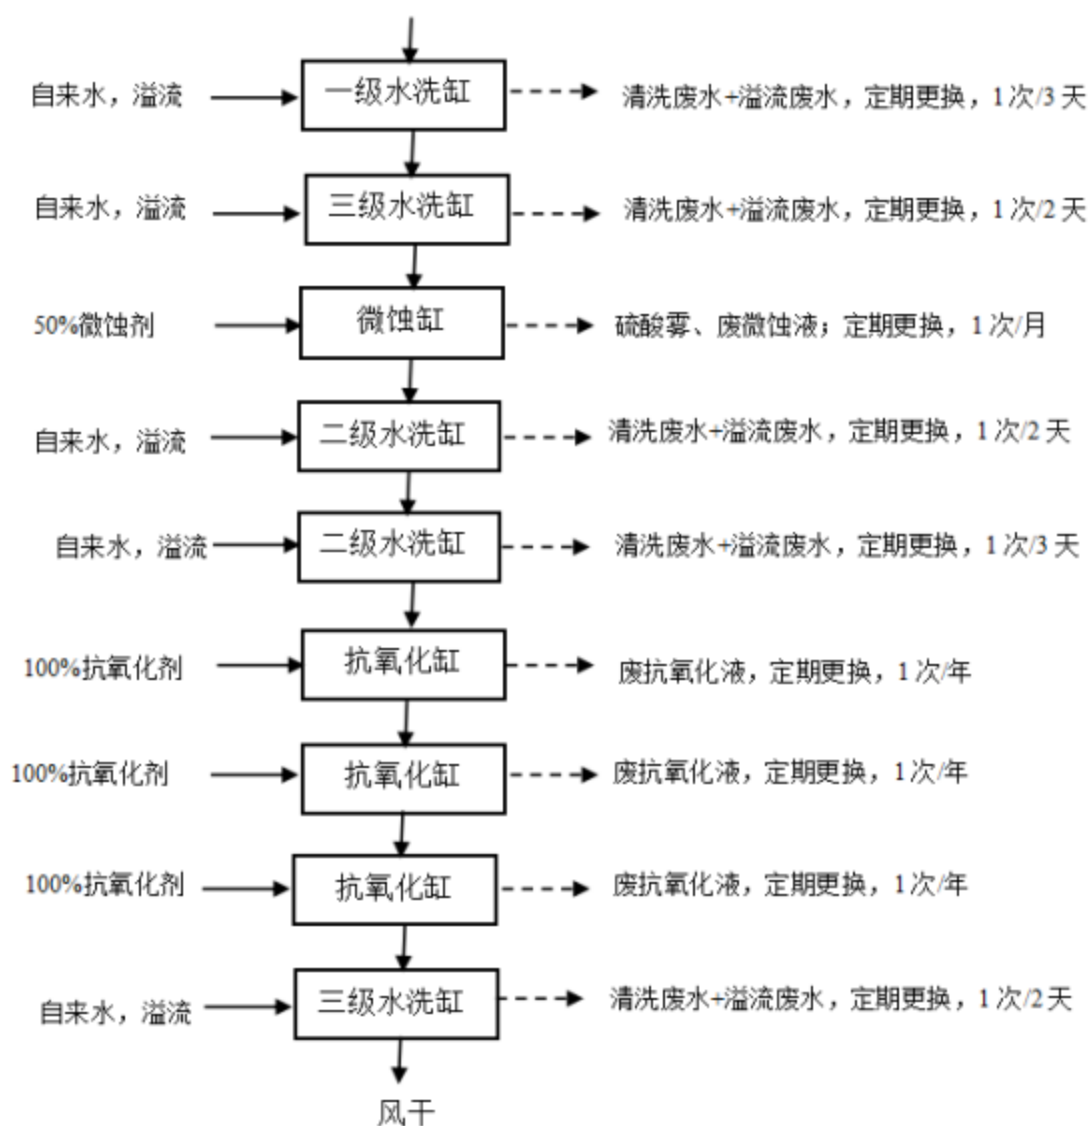 自来水，溢流 一级水洗缸 清洗废水+溢流废水，定期更换，1次/3天
自来水，溢流 三级水洗缸 清洗废水+溢流废水，定期更换，1次/2天
50%微蚀剂 微蚀缸 硫酸雾、废微蚀液；定期更换，1次/月
自来水，溢流 二级水洗缸 清洗废水+溢流废水，定期更换，1次/2天
自来水，溢流 二级水洗缸 清洗废水+溢流废水，定期更换，1次/3天
100%抗氧化剂 抗氧化缸 废抗氧化液，定期更换，1次/年
100%抗氧化剂 抗氧化缸 废抗氧化液，定期更换，1次/年
100%抗氧化剂 抗氧化缸 废抗氧化液，定期更换，1次/年
自来水，溢流 三级水洗缸 清洗废水+溢流废水，定期更换，1次/2天
风干